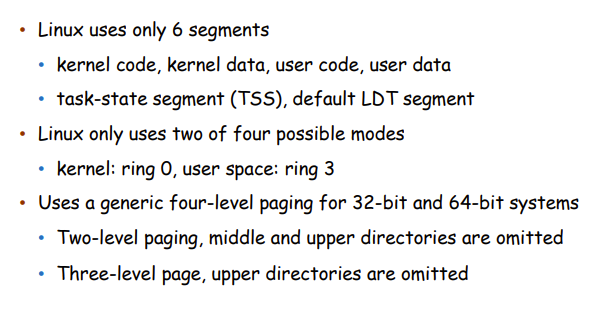 • Linux uses only 6 segments
• kernel code, kernel data, user code, user data
• task-state segment (TSS), default LDT segment
• Linux only uses two of four possible modes
• kernel: ring 0, user space: ring 3
• Uses a generic four-level paging for 32-bit and 64-bit systems
• Two-level paging, middle and upper directories are omitted
• Three-level page, upper directories are omitted